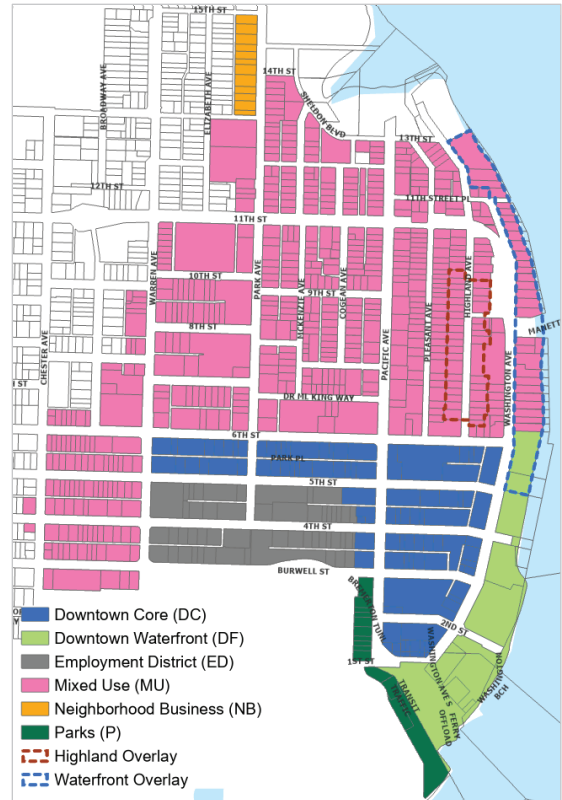 15TH ST
BROADWAY AVE
ELIZABETH AVE
14TH ST
SHELDON BLVD
13TH ST
12TH ST
11TH STREET PL
11TH ST
WARREN AVE
PARK AVE
HIGHLAND AVE
10TH ST
9TH ST
MCKENZIE AVE
COGEAN AVE
PLEASANT AVE
PACIFIC AVE
MANETT
8TH ST
CHESTER AVE
WASHINGTON AVE
ST
DR ML KING WAY
6TH ST
PARK PL
5TH ST
4TH ST
BURWELL ST
2ND ST
1ST ST
WASHINGTON AVE S
WASHINGTON BCH
TRANSIT
TRAFFIC
FERRY OFFLOAD
Downtown Core (DC)
Downtown Waterfront (DF)
Employment District (ED)
Mixed Use (MU)
Neighborhood Business (NB)
Parks (P)
Highland Overlay
Waterfront Overlay